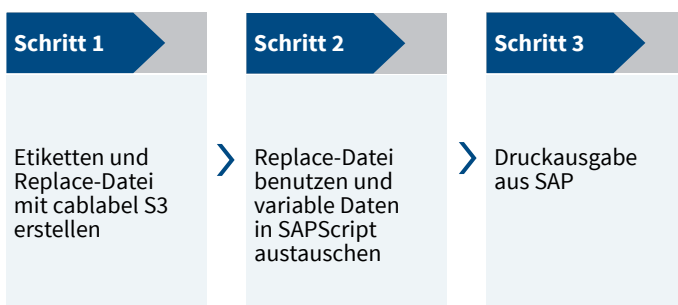 Schritt 1
Etiketten und
Replace-Datei
mit cablabel S3
erstellen
Schritt 2
Replace-Datei
benutzen und
variable Daten
in SAPScript
austauschen
Schritt 3
Druckausgabe
aus SAP